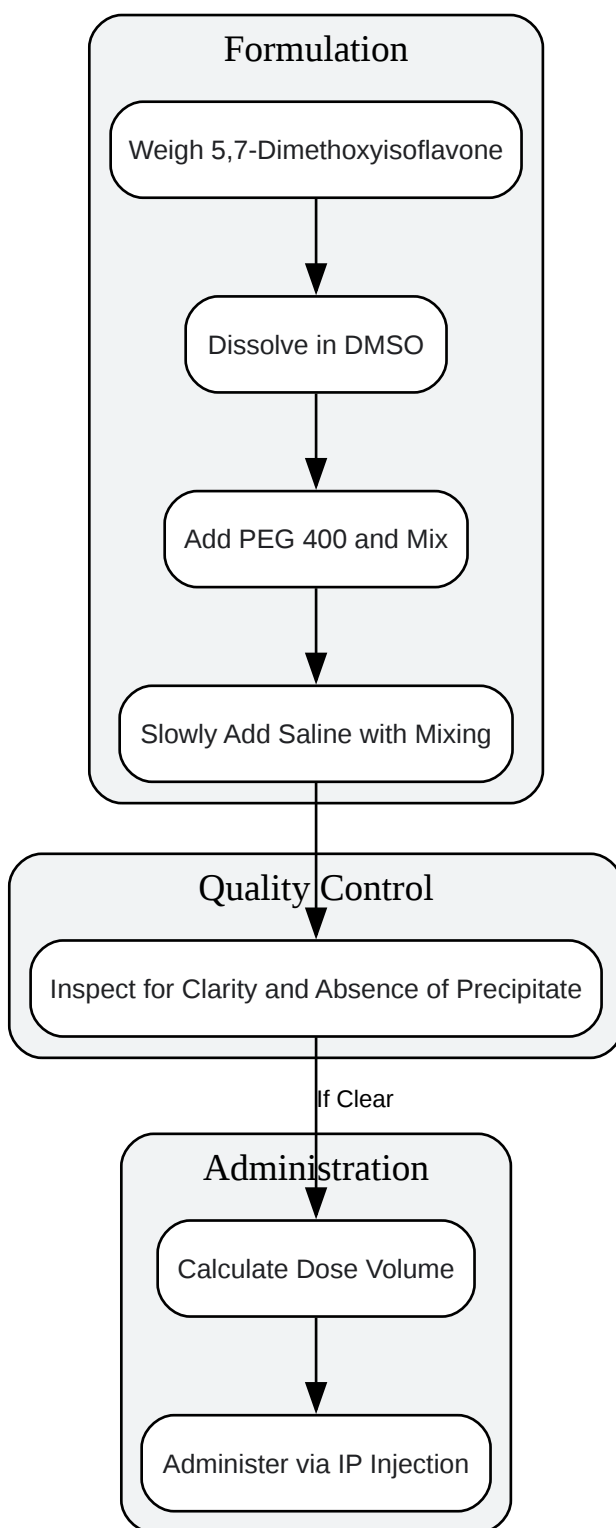 Formulation
Weigh 5,7-Dimethoxyisoflavone
Dissolve in DMSO
Add PEG 400 and Mix
Slowly Add Saline with Mixing
Quality Control
Inspect for Clarity and Absence of Precipitate
If Clear
Administration
Calculate Dose Volume
Administer via IP Injection